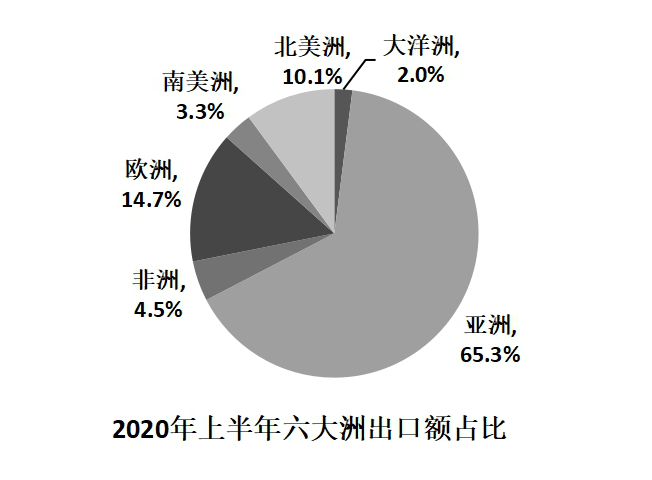 北美洲,
10.1%
大洋洲,
2.0%
南美洲,
3.3%
欧洲,
14.7%
非洲,
4.5%
亚洲,
65.3%
2020年上半年六大洲出口额占比